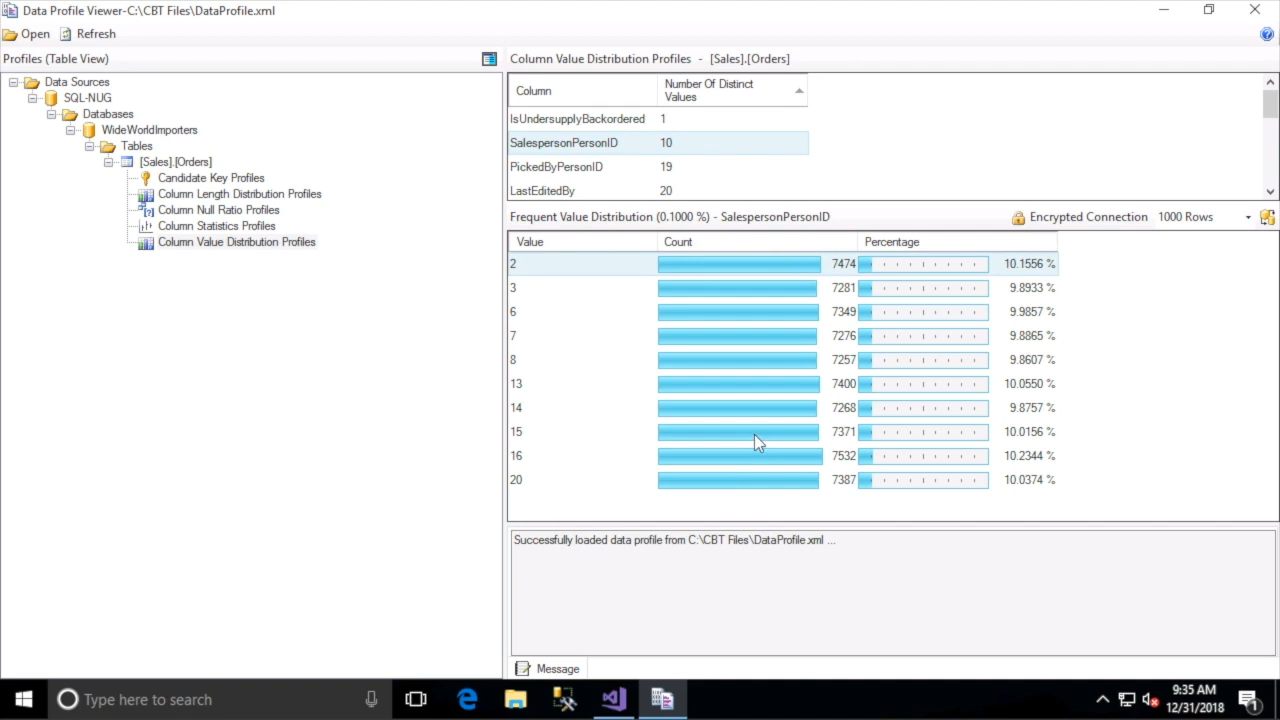 Data Profile Viewer-C:\CBT Files\DataProfile.xml
Open Refresh
Profiles (Table View)
Data Sources
SQL-NUG
Databases
WideWorldImporters
Tables
[Sales].[Orders]
Candidate Key Profiles
Column Length Distribution Profiles
Column Null Ratio Profiles
Column Statistics Profiles
Column Value Distribution Profiles
Column Value Distribution Profiles - [Sales].[Orders]
Column Number Of Distinct Values
IsUndersupplyBackordered 1
SalespersonPersonID 10
PickedByPersonID 19
LastEditedBy 20
Frequent Value Distribution (0.1000 %) - SalespersonPersonID Encrypted Connection 1000 Rows
Value Count Percentage
2 7474 10.1556 %
3 7281 9.8933 %
6 7349 9.9857 %
7 7276 9.8865 %
8 7257 9.8607 %
13 7400 10.0550 %
14 7268 9.8757 %
15 7371 10.0156 %
16 7532 10.2344 %
20 7387 10.0374 %
Successfully loaded data profile from C:\CBT Files\DataProfile.xml ...
Message
Type here to search
9:35 AM
12/31/2018
1